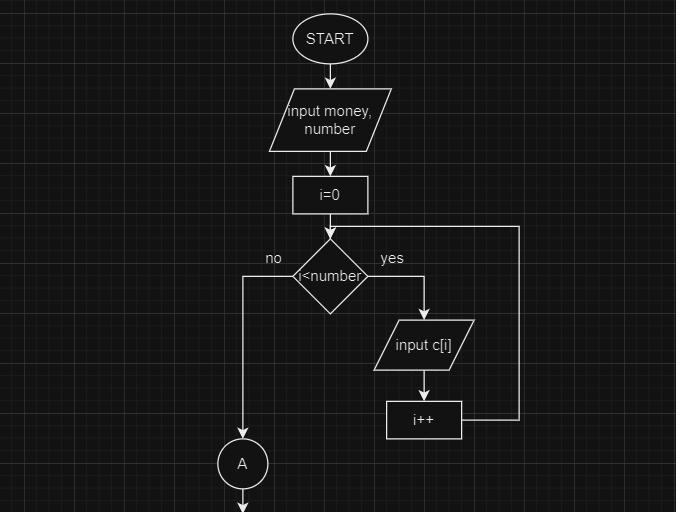 START
input money,
number
i=0
no
yes
i<number
input c[i]
i++
A